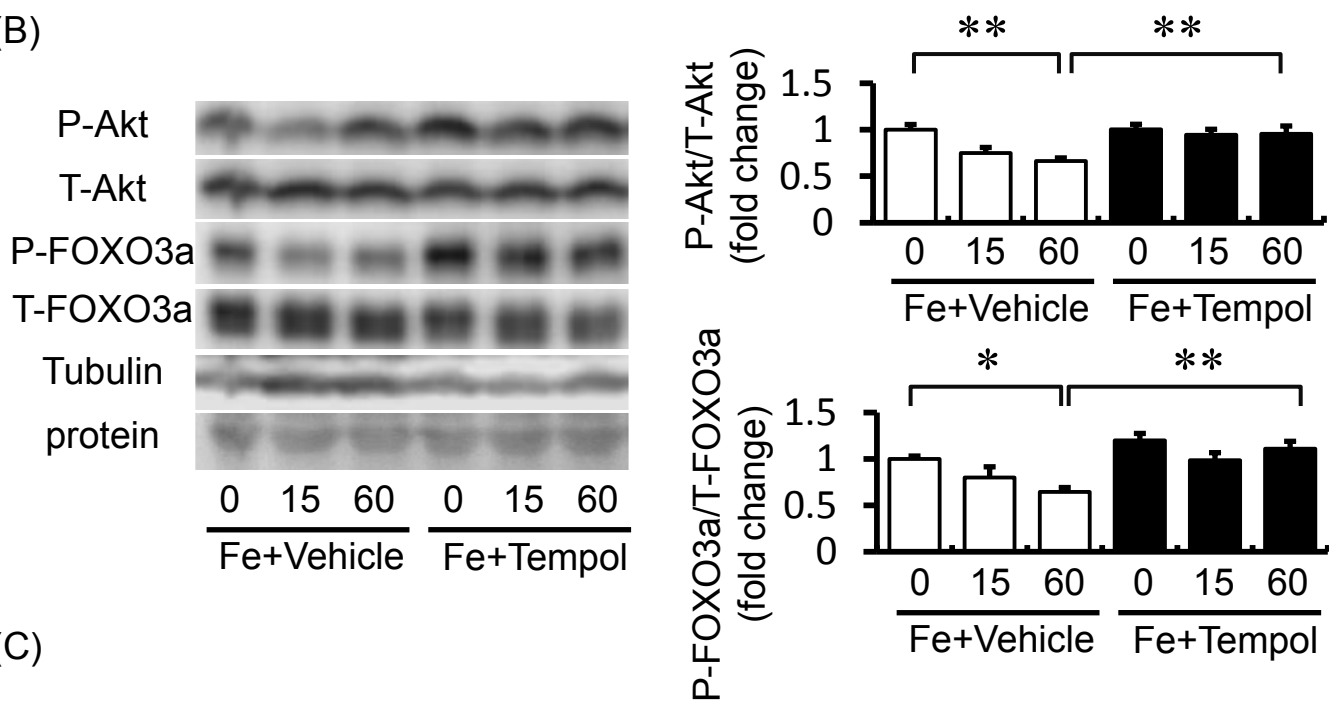 (B)
P-Akt
T-Akt
P-FOXO3a
T-FOXO3a
Tubulin
protein
0 15 60 0 15 60
Fe+Vehicle Fe+Tempol
P-Akt/T-Akt
(fold change)
** **
1.5
1
0.5
0
0 15 60 0 15 60
Fe+Vehicle Fe+Tempol
P-FOXO3a/T-FOXO3a
(fold change)
* **
1.5
1
0.5
0
0 15 60 0 15 60
Fe+Vehicle Fe+Tempol
(C)